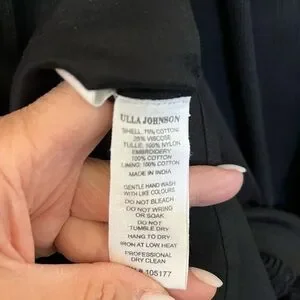 ULLA JOHNSON
SHELL: 75% COTTON
25% VISCOSE
TULLE: 100% NYLON
EMBROIDERY
100% COTTON
LINING: 100% COTTON
MADE IN INDIA
GENTLE HAND WASH
WITH LIKE COLOURS
DO NOT BLEACH
DO NOT WRING
OR SOAK
DO NOT
TUMBLE DRY
HANG TO DRY
IRON AT LOW HEAT
PROFESSIONAL
DRY CLEAN
105177